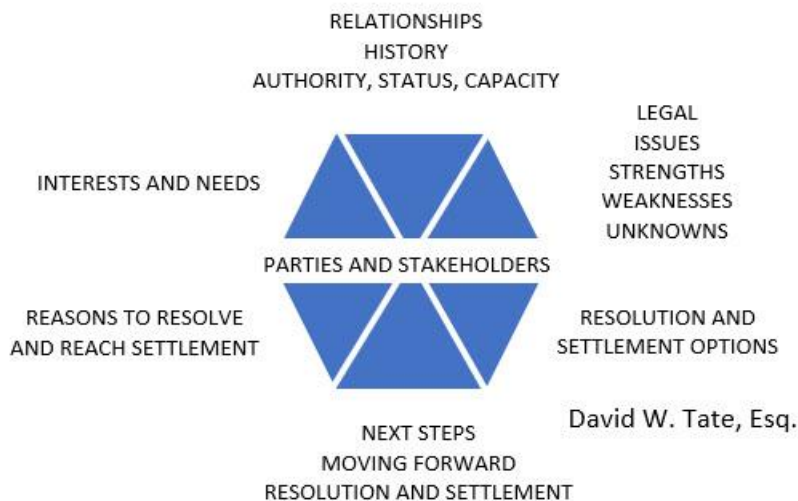 RELATIONSHIPS
HISTORY
AUTHORITY, STATUS, CAPACITY
LEGAL
ISSUES
STRENGTHS
WEAKNESSES
UNKNOWNS
INTERESTS AND NEEDS
PARTIES AND STAKEHOLDERS
REASONS TO RESOLVE
AND REACH SETTLEMENT
RESOLUTION AND
SETTLEMENT OPTIONS
David W. Tate, Esq.
NEXT STEPS
MOVING FORWARD
RESOLUTION AND SETTLEMENT